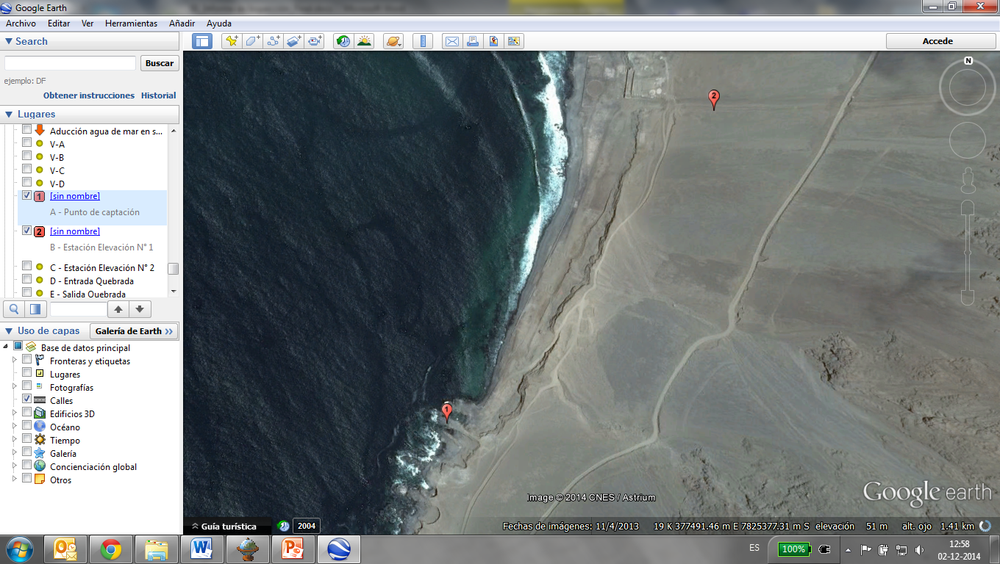 Google Earth
Archivo Editar Ver Herramientas Añadir Ayuda
Search
Buscar
ejemplo: DF
Obtener instrucciones Historial
Lugares
Aducción agua de mar en s...
V-A
V-B
V-C
V-D
1 [sin nombre]
A - Punto de captación
2 [sin nombre]
B - Estación Elevación N° 1
C - Estación Elevación N° 2
D - Entrada Quebrada
E - Salida Quebrada
Uso de capas Galería de Earth >>
Base de datos principal
Fronteras y etiquetas
Lugares
Fotografías
Calles
Edificios 3D
Océano
Tiempo
Galería
Concienciación global
Otros
Accede
N
2
1
Image © 2014 CNES / Astrium
Google earth
Guía turística 2004
Fechas de imágenes: 11/4/2013 19 K 377491.46 m E 7825377.31 m S elevación 51 m alt. ojo 1.41 km
ES 100% 12:58
02-12-2014